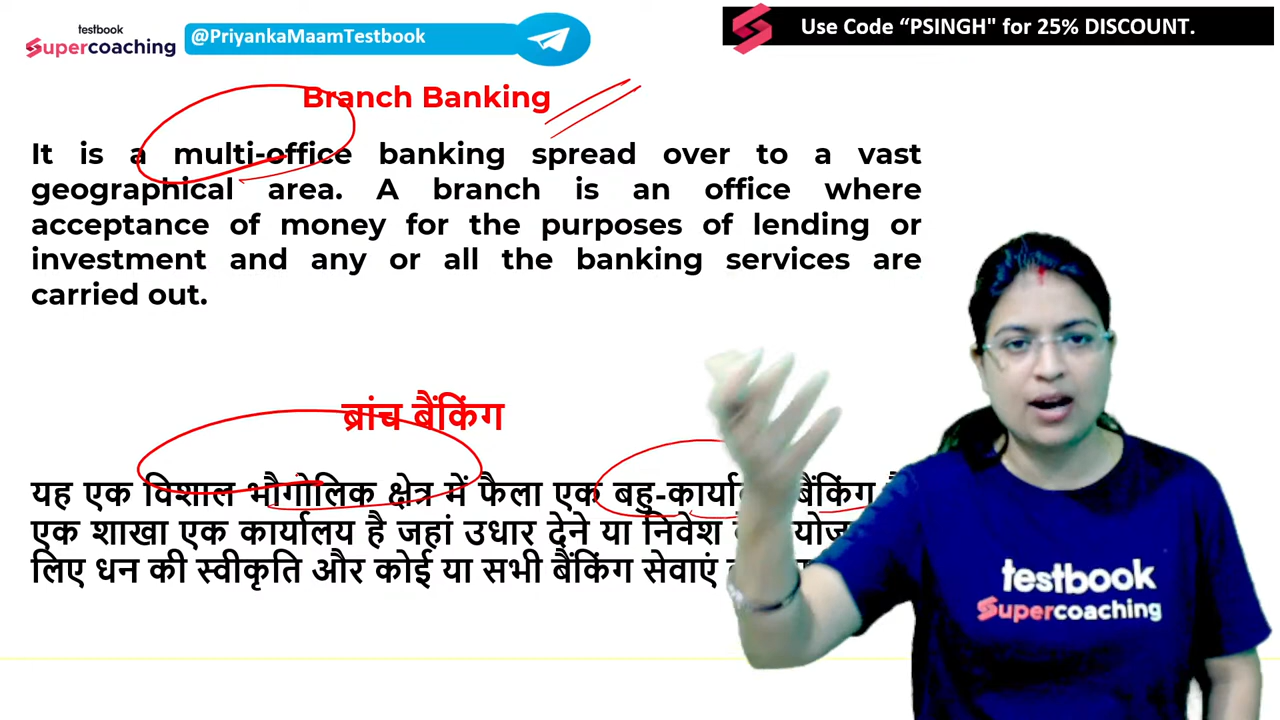 testbook
Supercoaching
@PriyankaMaamTestbook
Use Code “PSINGH" for 25% DISCOUNT.
Branch Banking
It is a multi-office banking spread over to a vast
geographical area. A branch is an office where
acceptance of money for the purposes of lending or
investment and any or all the banking services are
carried out.
ब्रांच बैंकिंग
यह एक विशाल भौगोलिक क्षेत्र में फैला एक बैंकिंग
एक शाखा एक कार्यालय है जहां उधार देने या निवेश
लिए धन की स्वीकृति और कोई या सभी बैंकिंग सेवाएं
testbook
Supercoaching